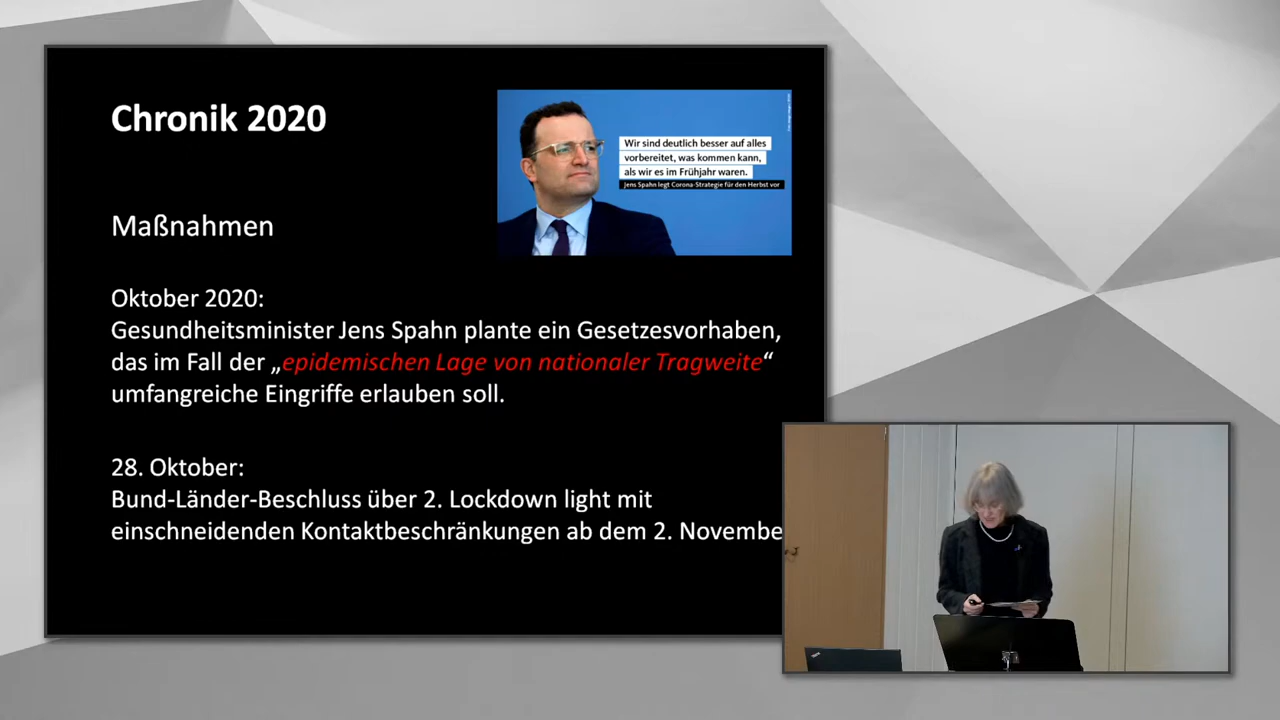 Chronik 2020
Wir sind deutlich besser auf alles
vorbereitet, was kommen kann,
als wir es im Frühjahr waren.
Jens Spahn legt Corona-Strategie für den Herbst vor
Maßnahmen
Oktober 2020:
Gesundheitsminister Jens Spahn plante ein Gesetzesvorhaben,
das im Fall der „epidemischen Lage von nationaler Tragweite“
umfangreiche Eingriffe erlauben soll.
28. Oktober:
Bund-Länder-Beschluss über 2. Lockdown light mit
einschneidenden Kontaktbeschränkungen ab dem 2. Novembe